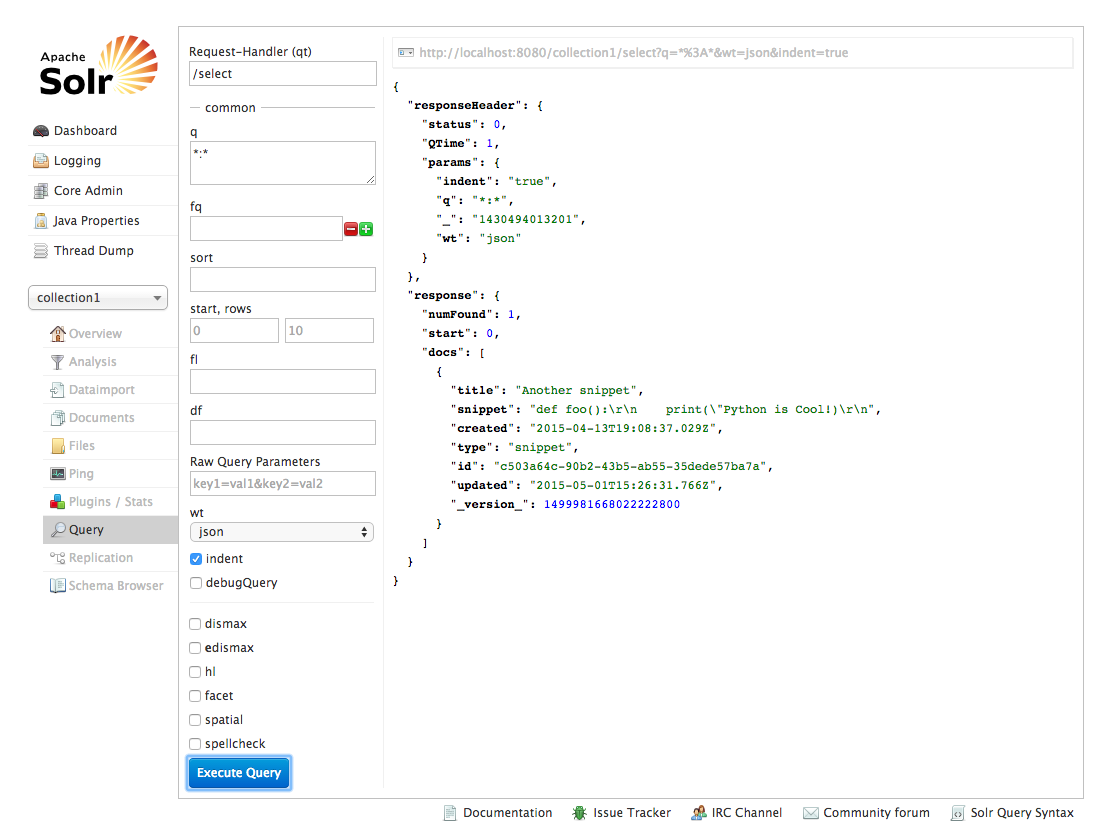 Apache
Solr
Dashboard
Logging
Core Admin
Java Properties
Thread Dump
collection1
Overview
Analysis
Dataimport
Documents
Files
Ping
Plugins / Stats
Query
Replication
Schema Browser
Request-Handler (qt)
/select
common
q
*:*
fq
sort
start, rows
0 10
fl
df
Raw Query Parameters
key1=val1&key2=val2
wt
json
indent
debugQuery
dismax
edismax
hl
facet
spatial
spellcheck
Execute Query
http://localhost:8080/collection1/select?q=*%3A*&wt=json&indent=true
{
"responseHeader": {
"status": 0,
"QTime": 1,
"params": {
"indent": "true",
"q": "*:*",
"_": "1430494013201",
"wt": "json"
}
},
"response": {
"numFound": 1,
"start": 0,
"docs": [
{
"title": "Another snippet",
"snippet": "def foo():\r\n    print(\"Python is Cool!)\r\n",
"created": "2015-04-13T19:08:37.029Z",
"type": "snippet",
"id": "c503a64c-90b2-43b5-ab55-35dede57ba7a",
"updated": "2015-05-01T15:26:31.766Z",
"_version_": 1499981668022222800
}
]
}
}
Documentation Issue Tracker IRC Channel Community forum Solr Query Syntax